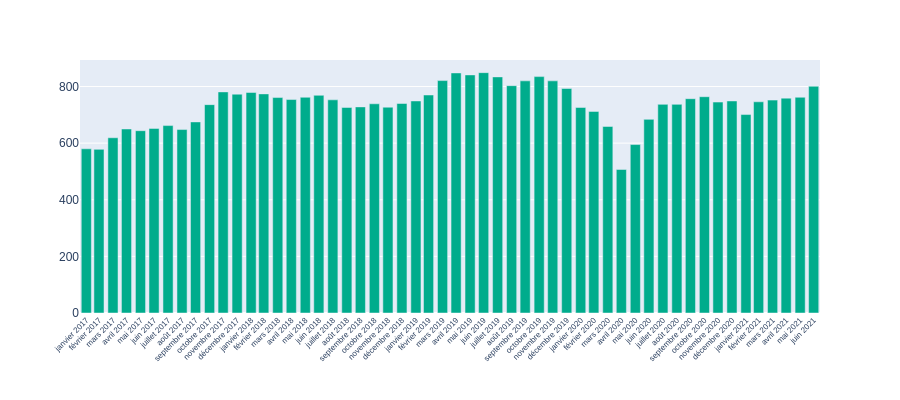 800
600
400
200
0
janvier 2017
février 2017
mars 2017
avril 2017
mai 2017
juin 2017
juillet 2017
août 2017
septembre 2017
octobre 2017
novembre 2017
décembre 2017
janvier 2018
février 2018
mars 2018
avril 2018
mai 2018
juin 2018
juillet 2018
août 2018
septembre 2018
octobre 2018
novembre 2018
décembre 2018
janvier 2019
février 2019
mars 2019
avril 2019
mai 2019
juin 2019
juillet 2019
août 2019
septembre 2019
octobre 2019
novembre 2019
décembre 2019
janvier 2020
février 2020
mars 2020
avril 2020
mai 2020
juin 2020
juillet 2020
août 2020
septembre 2020
octobre 2020
novembre 2020
décembre 2020
janvier 2021
février 2021
mars 2021
avril 2021
mai 2021
juin 2021